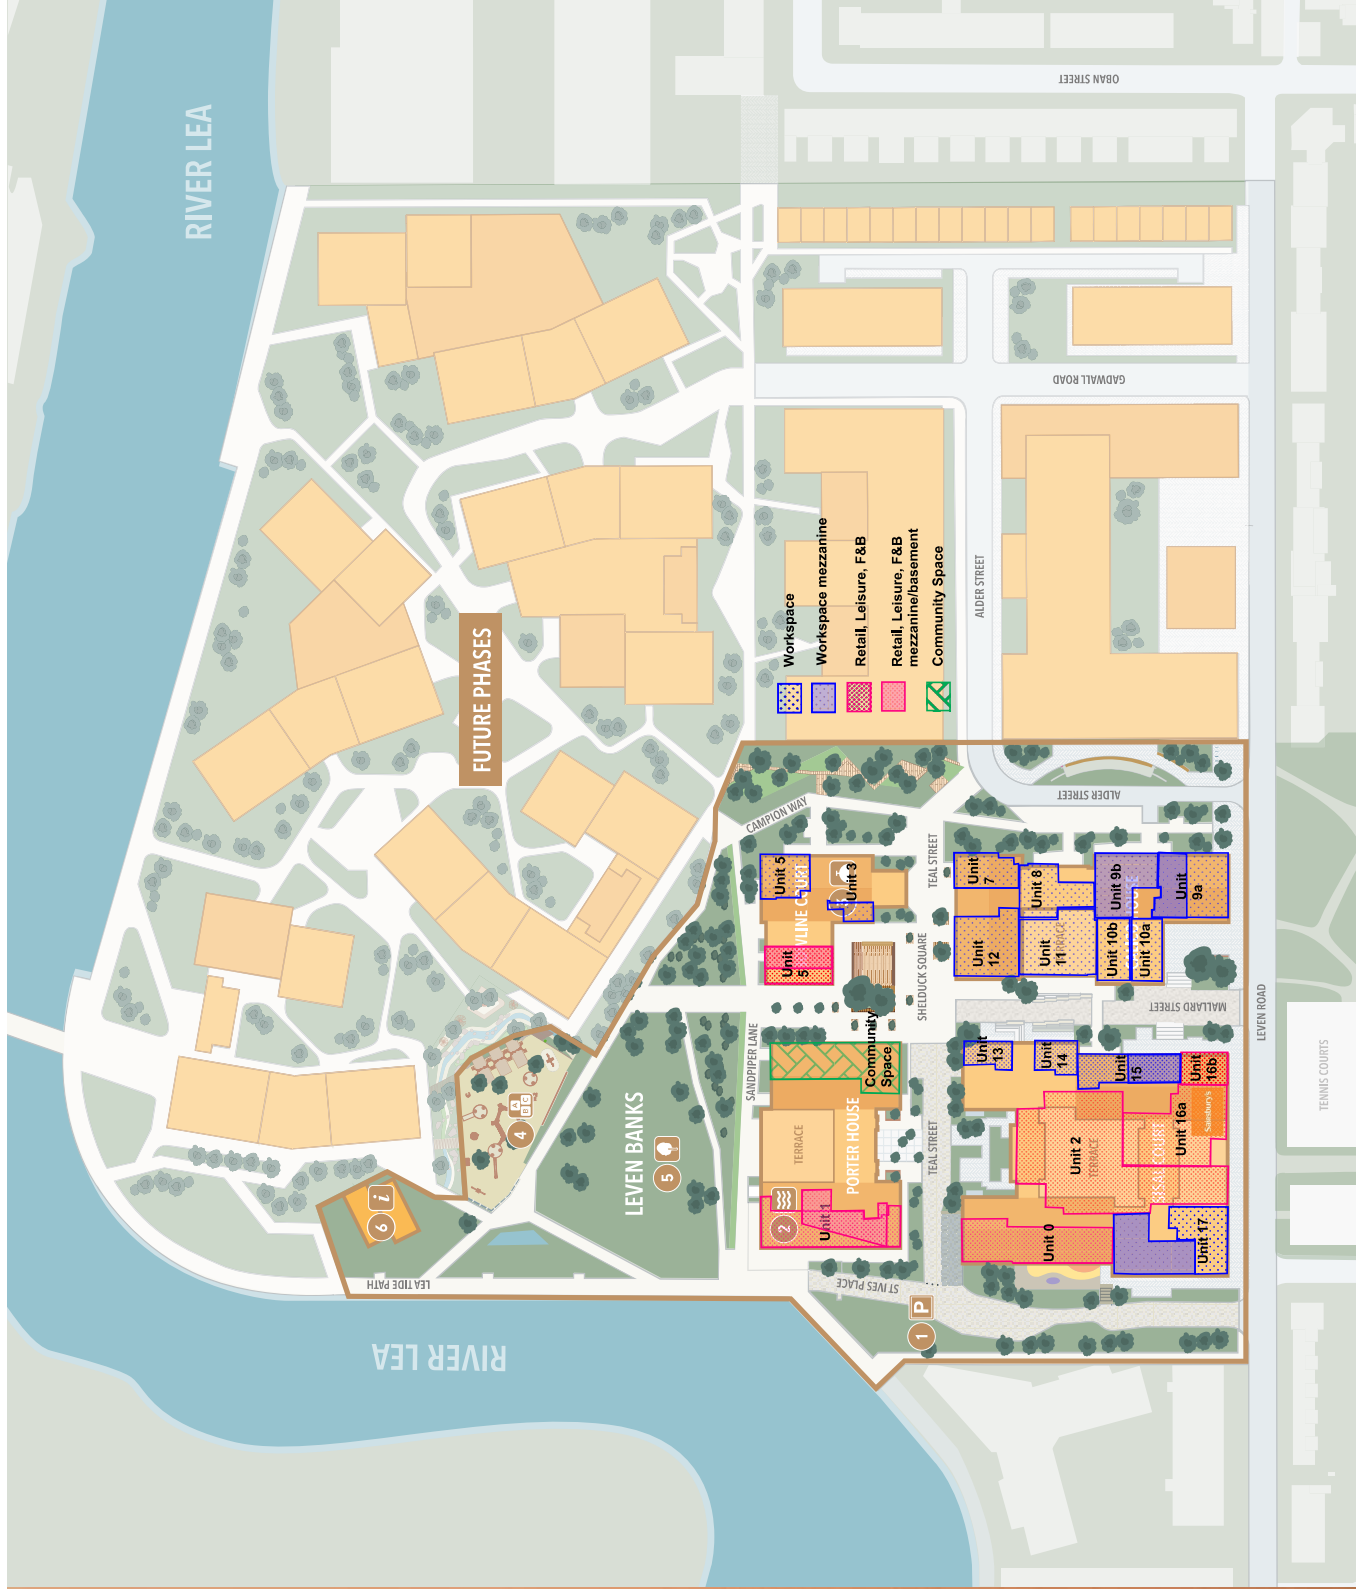 RIVER LEA
OBAN STREET
GADWALL ROAD
ALDER STREET
FUTURE PHASES
Workspace
Workspace mezzanine
Retail, Leisure, F&B
Retail, Leisure, F&B
mezzanine/basement
Community Space
CAMPION WAY
ALDER STREET
TEAL STREET
Unit 5
Unit 3
Unit
7
Unit 8
Unit 9b
Unit
9a
Unit
5
Unit
12
Unit
11
TERRACE
Unit 10b
Unit 10a
SHELDUCK SQUARE
MALLARD STREET
LEVEN ROAD
SANDPIPER LANE
Community
Space
Unit
13
Unit
14
Unit
15
Unit
16b
TENNIS COURTS
4
A
B C
LEVEN BANKS
5
TERRACE
PORTER HOUSE
TEAL STREET
Unit 2
TERRACE
Unit 16a
Sainsbury's
6
i
2
Unit 1
Unit 0
Unit 17
LEA TIDE PATH
ST IVES PLACE
1
P
RIVER LEA